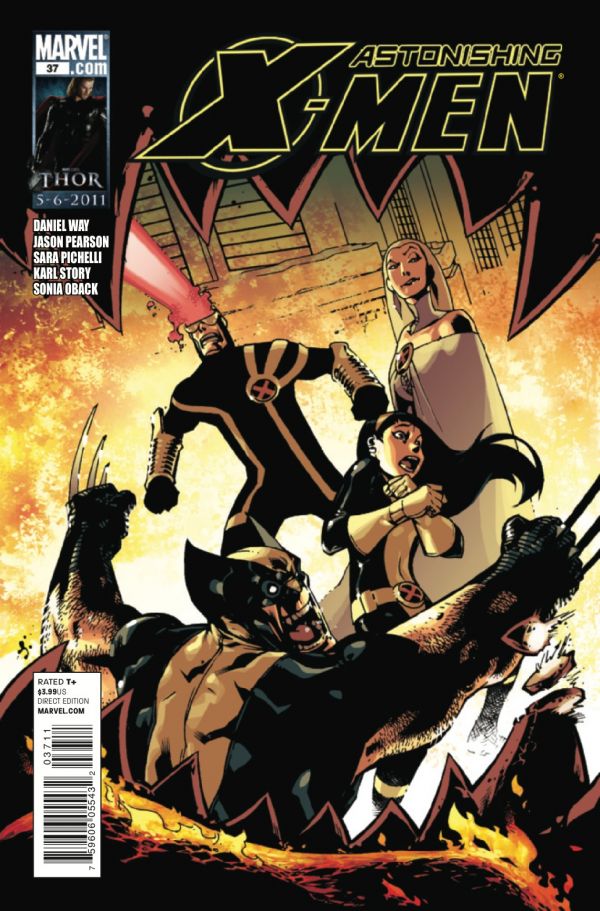 MARVEL
.com
37
THOR
5-6-2011
ASTONISHING
X-MEN®
DANIEL WAY
JASON PEARSON
SARA PICHELLI
KARL STORY
SONIA OBACK
RATED T+
$3.99US
DIRECT EDITION
MARVEL.COM
03711
7 59606 05543 2